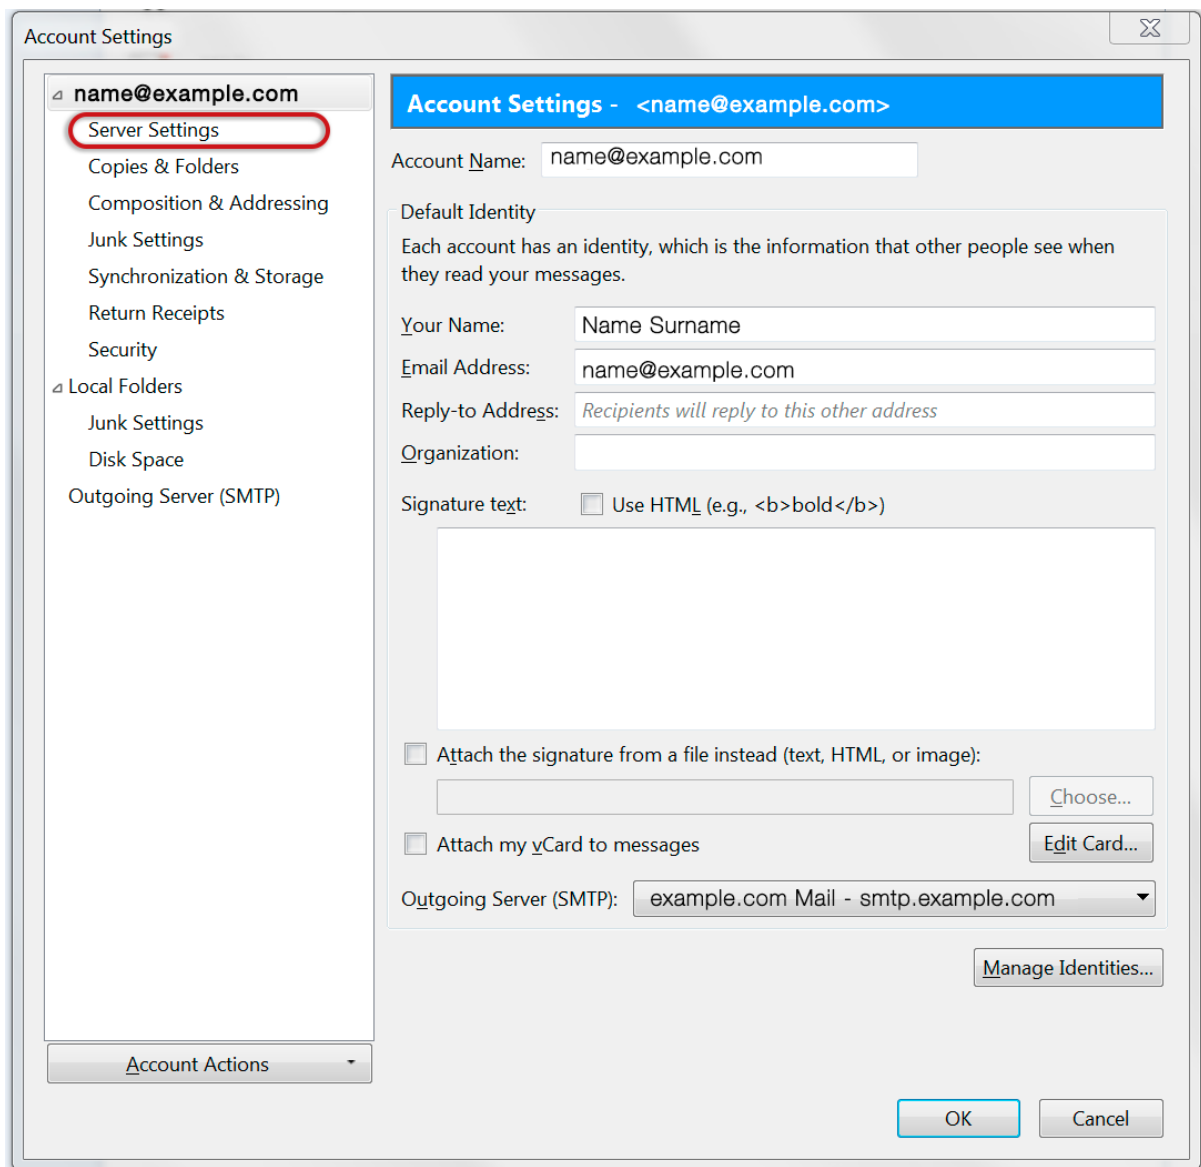 Account Settings
name@example.com
Server Settings
Copies & Folders
Composition & Addressing
Junk Settings
Synchronization & Storage
Return Receipts
Security
Local Folders
Junk Settings
Disk Space
Outgoing Server (SMTP)
Account Actions
Account Settings - <name@example.com>
Account Name: name@example.com
Default Identity
Each account has an identity, which is the information that other people see when
they read your messages.
Your Name: Name Surname
Email Address: name@example.com
Reply-to Address: Recipients will reply to this other address
Organization:
Signature text: Use HTML (e.g., <b>bold</b>)
Attach the signature from a file instead (text, HTML, or image):
Choose...
Attach my vCard to messages
Edit Card...
Outgoing Server (SMTP): example.com Mail - smtp.example.com
Manage Identities...
OK Cancel